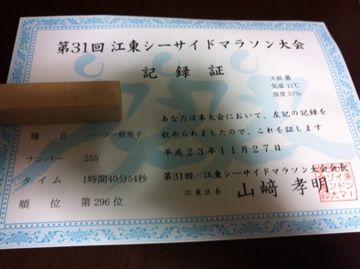 第31回 江東シーサイドマラソン大会
記録証
天候 曇
気温 11℃
湿度 57%
あなたは本大会において、左記の記録を
収められましたので、これを証します
平成23年11月27日
種目 ハーフ一般男子
ナンバー 255
タイム 1時間40分54秒
順位 第296位
第31回 江東シーサイドマラソン大会会長
江東区長 山﨑孝明